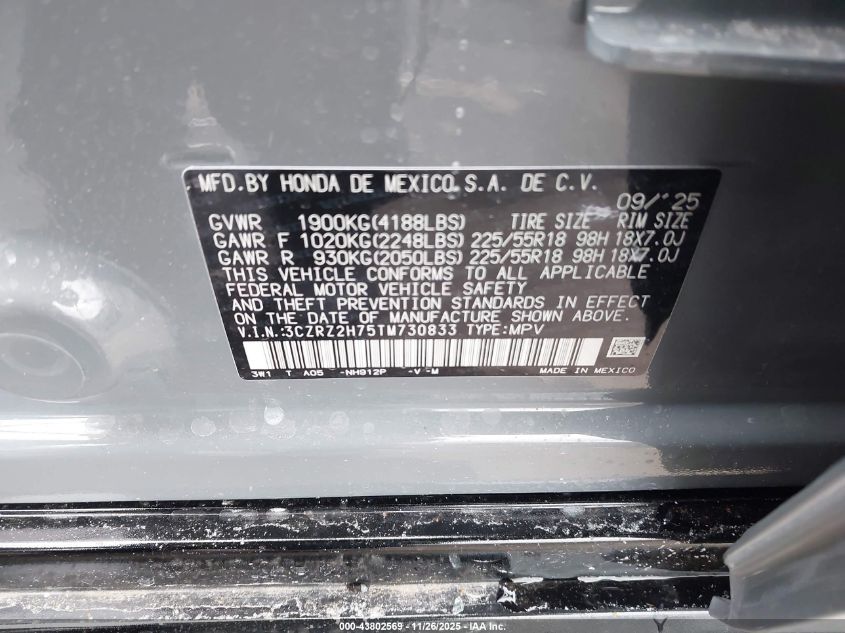 MFD.BY HONDA DE MEXICO.S.A. DE C.V.
09/'25
GVWR 1900KG(4188LBS) TIRE SIZE RIM SIZE
GAWR F 1020KG(2248LBS) 225/55R18 98H 18X7.0J
GAWR R 930KG(2050LBS) 225/55R18 98H 18X7.0J
THIS VEHICLE CONFORMS TO ALL APPLICABLE
FEDERAL MOTOR VEHICLE SAFETY
AND THEFT PREVENTION STANDARDS IN EFFECT
ON THE DATE OF MANUFACTURE SHOWN ABOVE.
V.I.N.:3CZRZ2H75TM730833 TYPE:MPV
3W1 T A05 -NH912P -V-M
MADE IN MEXICO
000-43802569 - 11/26/2025 - IAA Inc.